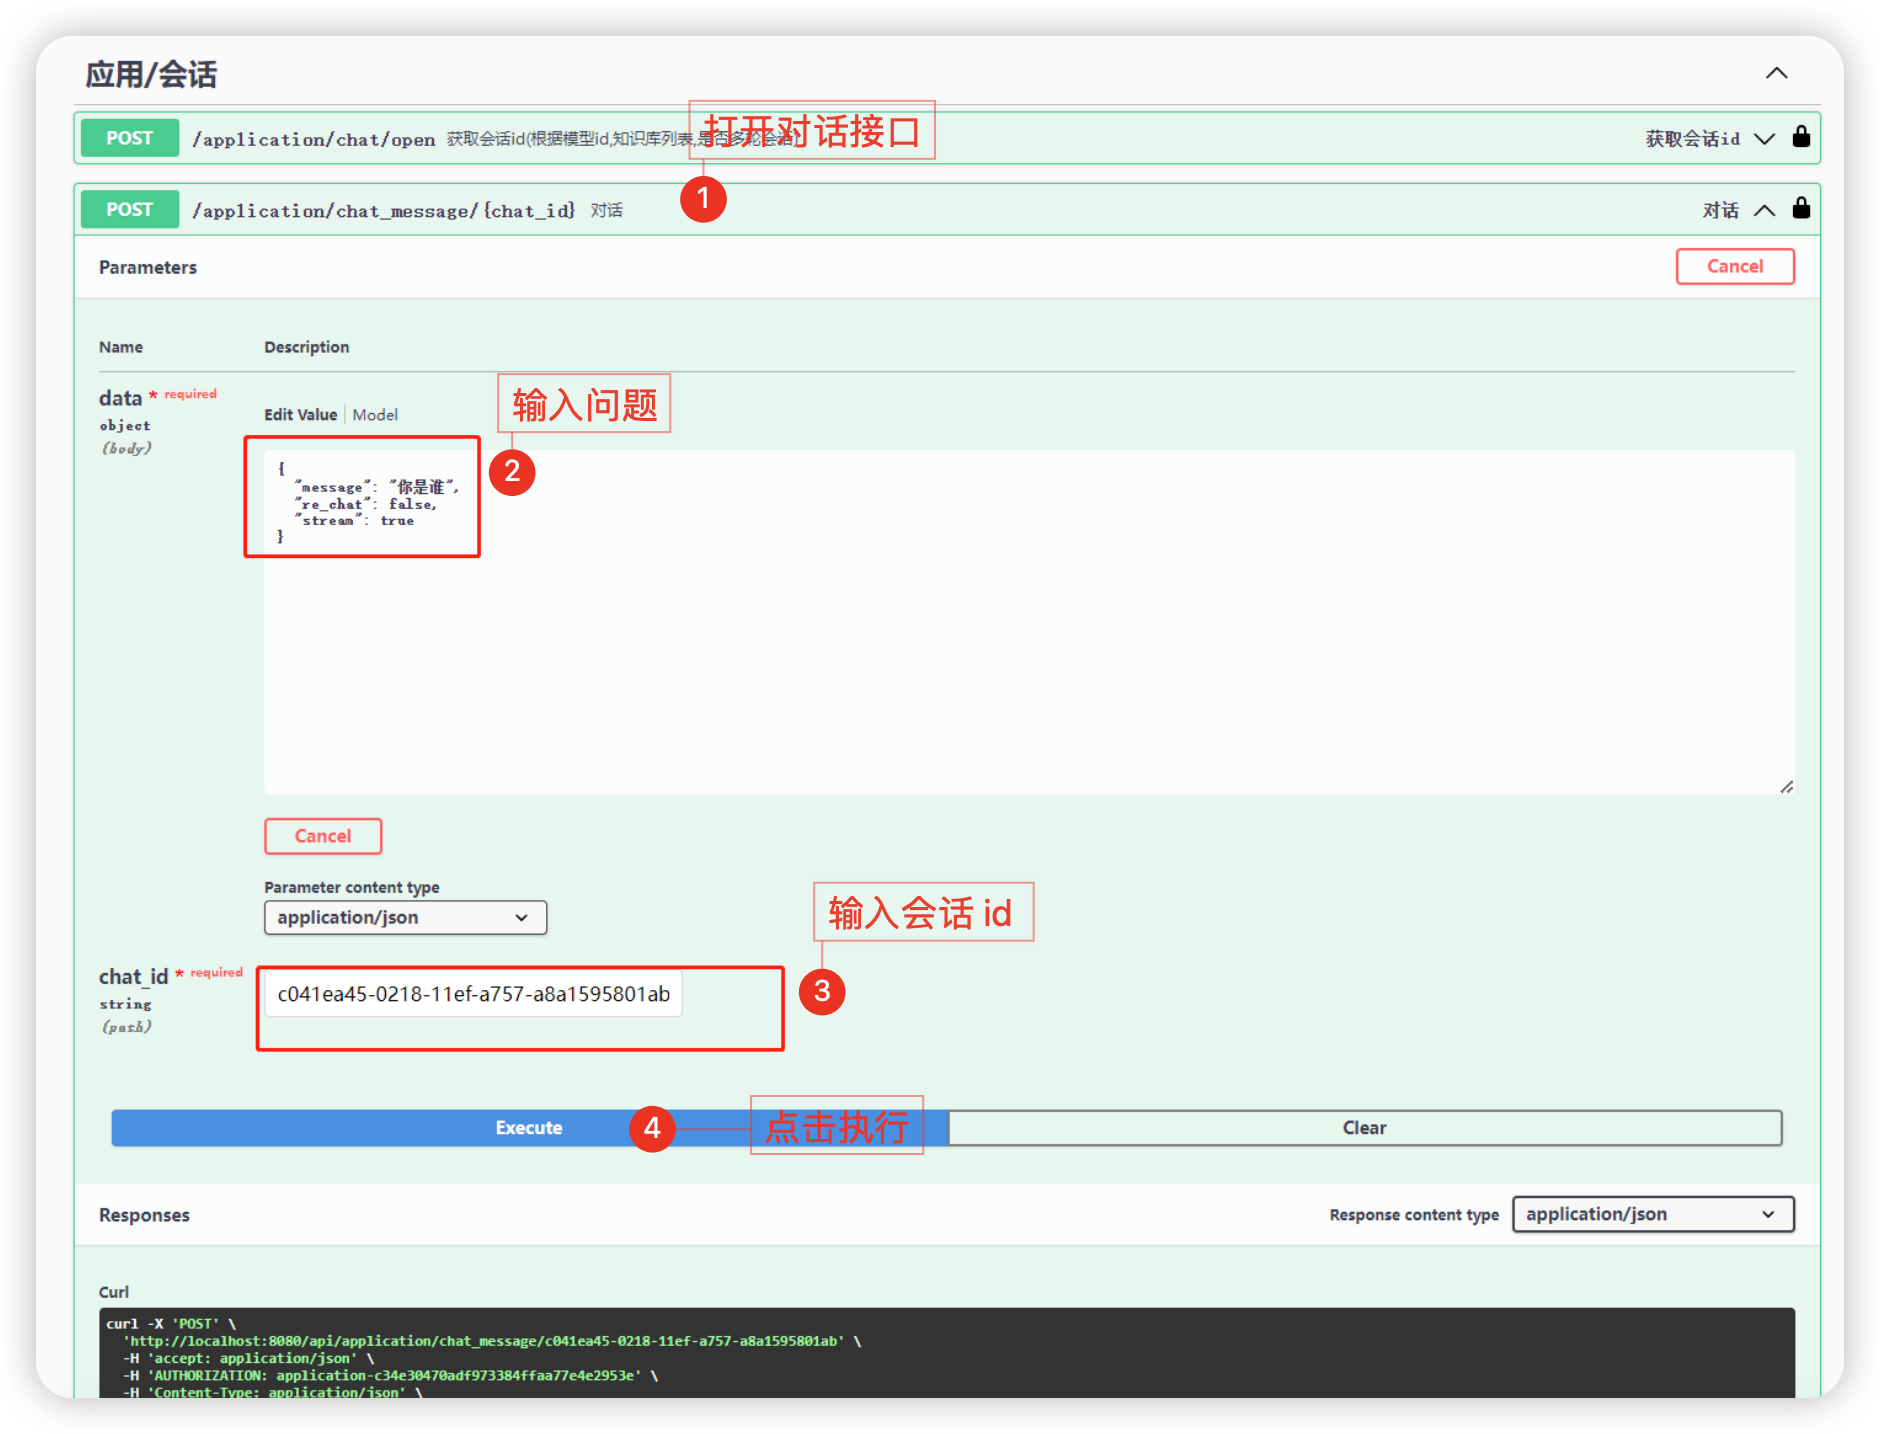 应用/会话
POST /application/chat/open 获取会话id(根据模型id,知识库列表,是否多轮会话) 获取会话id
打开对话接口
1
POST /application/chat_message/{chat_id} 对话 对话
Parameters Cancel
Name Description
data * required
object
(body)
Edit Value Model
输入问题
2
{
"message": "你是谁",
"re_chat": false,
"stream": true
}
Cancel
Parameter content type
application/json
输入会话 id
chat_id * required
string
(path)
c041ea45-0218-11ef-a757-a8a1595801ab
3
Execute 4 点击执行 Clear
Responses Response content type application/json
Curl
curl -X 'POST' \
'http://localhost:8080/api/application/chat_message/c041ea45-0218-11ef-a757-a8a1595801ab' \
-H 'accept: application/json' \
-H 'AUTHORIZATION: application-c34e30470adf973384ffaa77e4e2953e' \
-H 'Content-Type: application/json' \